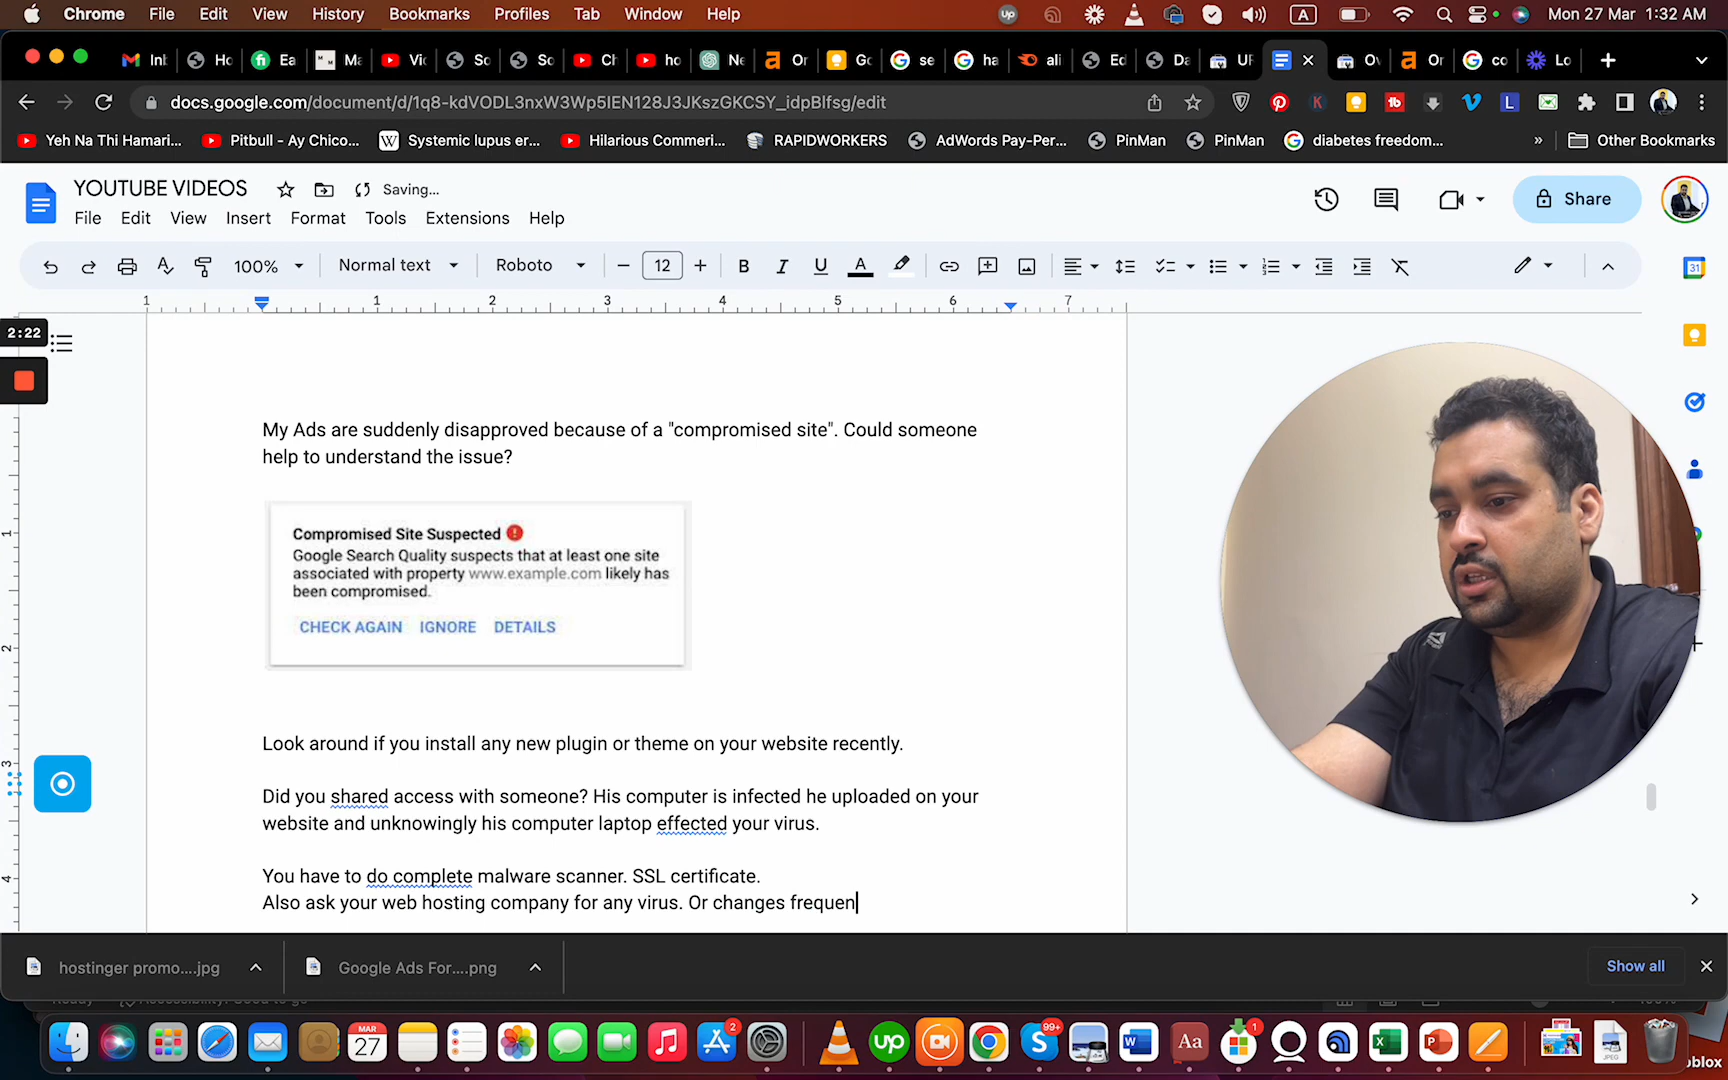 Chrome File Edit View History Bookmarks Profiles Tab Window Help Mon 27 Mar 1:32 AM
docs.google.com/document/d/1q8-kdVODL3nxW3Wp5IEN128J3JKszGKCSY_idpBIfsg/edit
Yeh Na Thi Hamari... Pitbull - Ay Chico... Systemic lupus er... Hilarious Commeri... RAPIDWORKERS AdWords Pay-Per... PinMan PinMan diabetes freedom... » Other Bookmarks
YOUTUBE VIDEOS Saving...
File Edit View Insert Format Tools Extensions Help
Share
100% Normal text Roboto 12
1 1 2 3 4 5 6 7
2:22
My Ads are suddenly disapproved because of a "compromised site". Could someone
help to understand the issue?
Compromised Site Suspected
Google Search Quality suspects that at least one site
associated with property www.example.com likely has
been compromised.
CHECK AGAIN IGNORE DETAILS
Look around if you install any new plugin or theme on your website recently.
Did you shared access with someone? His computer is infected he uploaded on your
website and unknowingly his computer laptop effected your virus.
You have to do complete malware scanner. SSL certificate.
Also ask your web hosting company for any virus. Or changes frequen
hostinger promo....jpg Google Ads For....png Show all